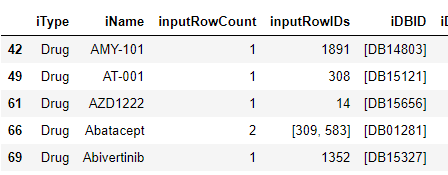 iType iName inputRowCount inputRowIDs iDBID
42 Drug AMY-101 1 1891 [DB14803]
49 Drug AT-001 1 308 [DB15121]
61 Drug AZD1222 1 14 [DB15656]
66 Drug Abatacept 2 [309, 583] [DB01281]
69 Drug Abivertinib 1 1352 [DB15327]